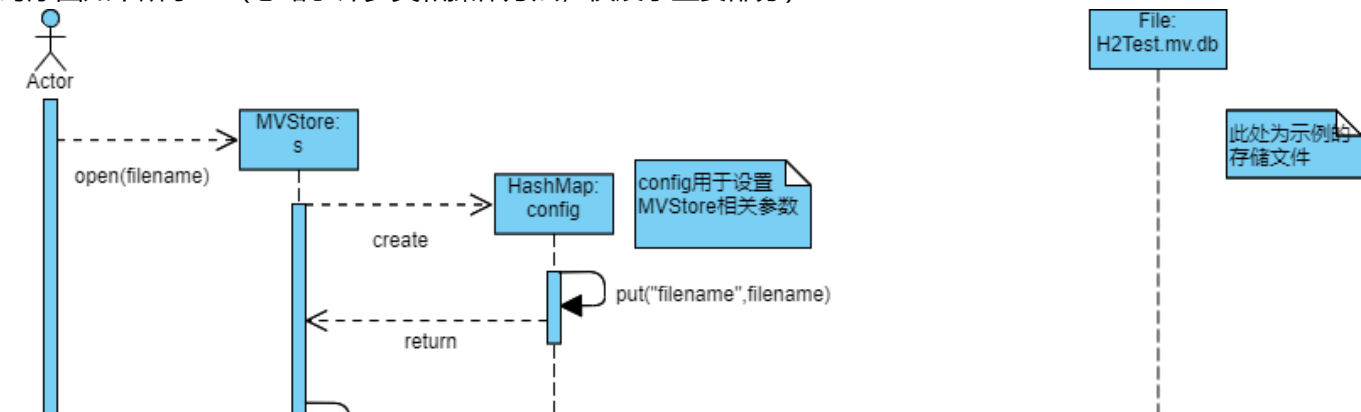 File:
H2Test.mv.db
Actor
MVStore:
s
此处为示例的
存储文件
open(filename)
HashMap:
config
config用于设置
MVStore相关参数
create
put("filename",filename)
return